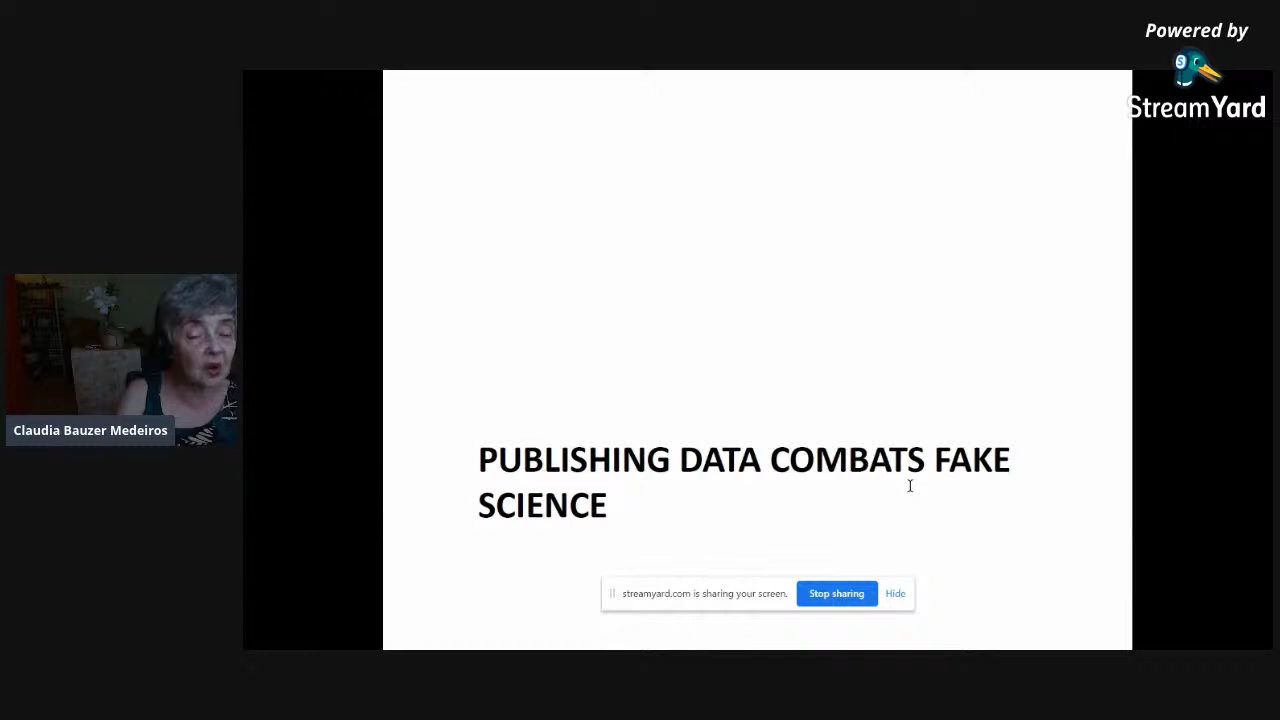 Powered by
StreamYard
Claudia Bauzer Medeiros
PUBLISHING DATA COMBATS FAKE
SCIENCE
streamyard.com is sharing your screen.
Stop sharing
Hide